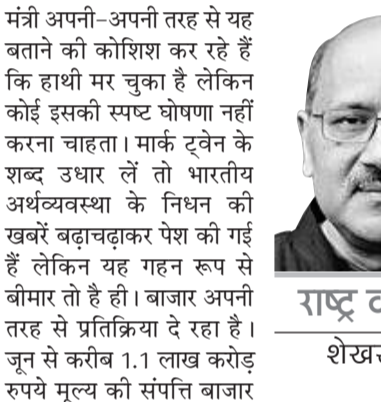 मंत्री अपनी-अपनी तरह से यह
बताने की कोशिश कर रहे हैं
कि हाथी मर चुका है लेकिन
कोई इसकी स्पष्ट घोषणा नहीं
करना चाहता। मार्क ट्वेन के
शब्द उधार लें तो भारतीय
अर्थव्यवस्था के निधन की
खबरें बढ़ाचढ़ाकर पेश की गई
हैं लेकिन यह गहन रूप से
बीमार तो है ही। बाजार अपनी
तरह से प्रतिक्रिया दे रहा है।
जून से करीब 1.1 लाख करोड़
रुपये मूल्य की संपत्ति बाजार
राष्ट्र